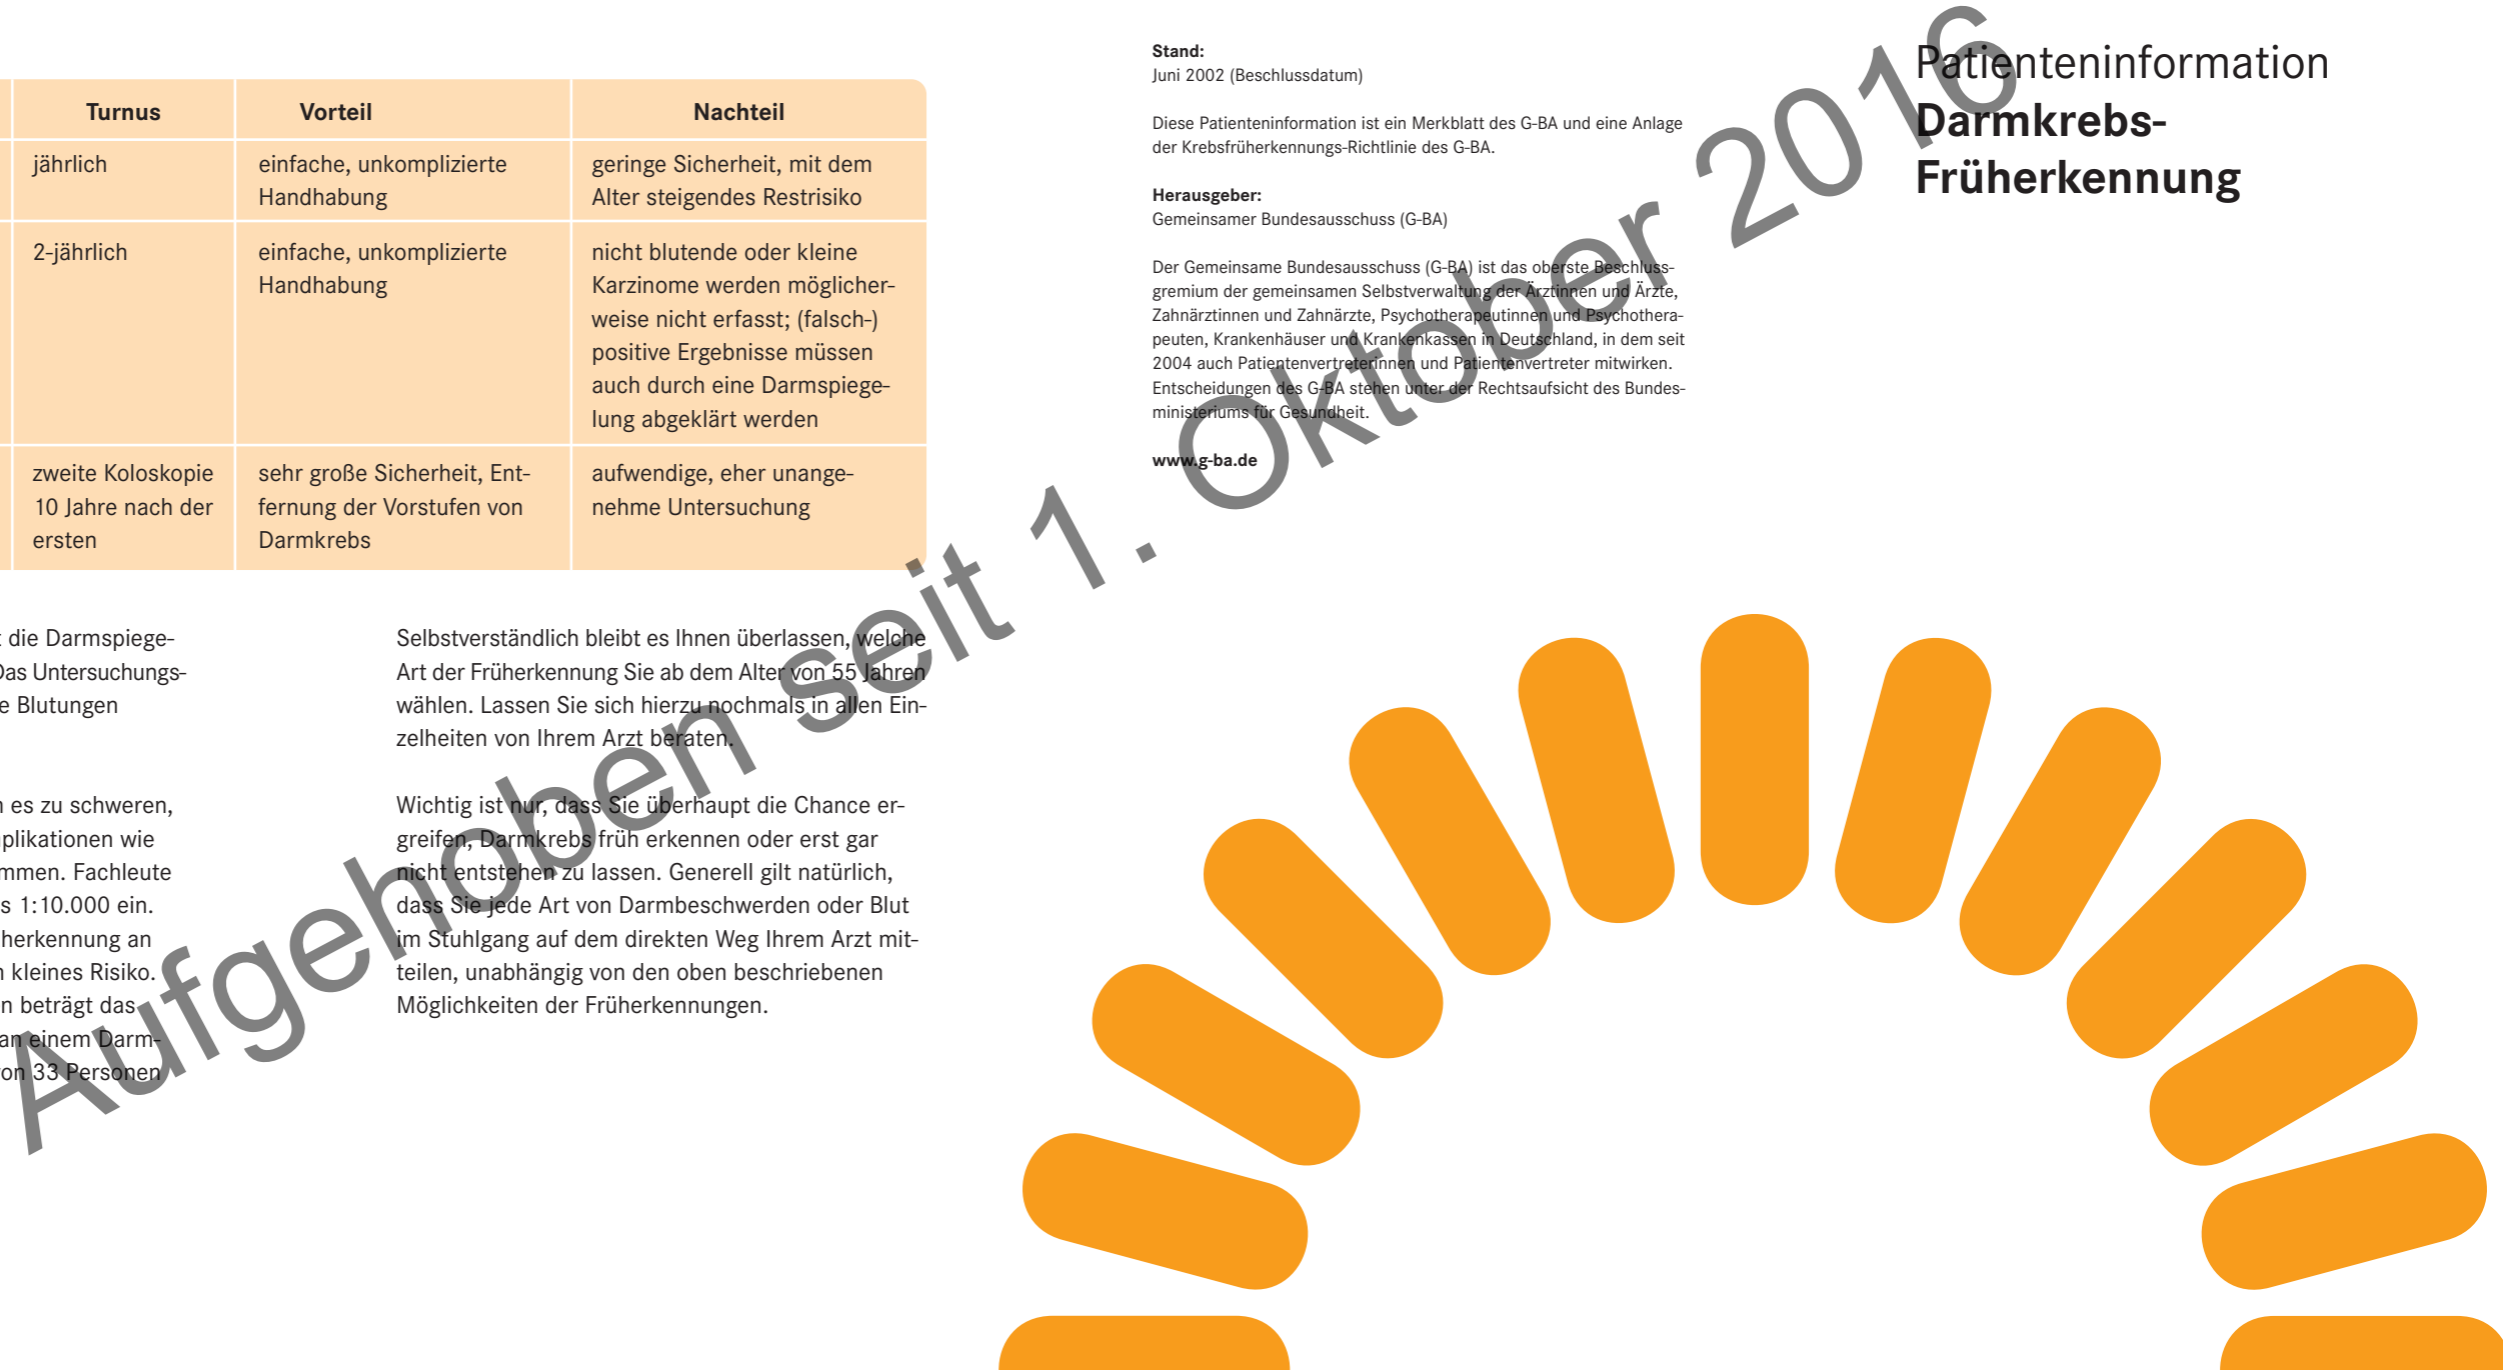 Turnus Vorteil Nachteil
jährlich einfache, unkomplizierte geringe Sicherheit, mit dem
Handhabung Alter steigendes Restrisiko
2-jährlich einfache, unkomplizierte nicht blutende oder kleine
Handhabung Karzinome werden möglicher-
weise nicht erfasst; (falsch-)
positive Ergebnisse müssen
auch durch eine Darmspiege-
lung abgeklärt werden
zweite Koloskopie sehr große Sicherheit, Ent- aufwendige, eher unange-
10 Jahre nach der fernung der Vorstufen von nehme Untersuchung
ersten Darmkrebs
die Darmspiege-
Das Untersuchungs-
e Blutungen
n es zu schweren,
plikationen wie
mmen. Fachleute
s 1:10.000 ein.
herkennung an
n kleines Risiko.
n beträgt das
an einem Darm-
on 33 Personen
Selbstverständlich bleibt es Ihnen überlassen, welche
Art der Früherkennung Sie ab dem Alter von 55 Jahren
wählen. Lassen Sie sich hierzu nochmals in allen Ein-
zelheiten von Ihrem Arzt beraten.
Wichtig ist nur, dass Sie überhaupt die Chance er-
greifen, Darmkrebs früh erkennen oder erst gar
nicht entstehen zu lassen. Generell gilt natürlich,
dass Sie jede Art von Darmbeschwerden oder Blut
im Stuhlgang auf dem direkten Weg Ihrem Arzt mit-
teilen, unabhängig von den oben beschriebenen
Möglichkeiten der Früherkennungen.
Stand:
Juni 2002 (Beschlussdatum)
Diese Patienteninformation ist ein Merkblatt des G-BA und eine Anlage
der Krebsfrüherkennungs-Richtlinie des G-BA.
Herausgeber:
Gemeinsamer Bundesausschuss (G-BA)
Der Gemeinsame Bundesausschuss (G-BA) ist das oberste Beschluss-
gremium der gemeinsamen Selbstverwaltung der Ärztinnen und Ärzte,
Zahnärztinnen und Zahnärzte, Psychotherapeutinnen und Psychothera-
peuten, Krankenhäuser und Krankenkassen in Deutschland, in dem seit
2004 auch Patientenvertreterinnen und Patientenvertreter mitwirken.
Entscheidungen des G-BA stehen unter der Rechtsaufsicht des Bundes-
ministeriums für Gesundheit.
www.g-ba.de
Patienteninformation
Darmkrebs-
Früherkennung
Aufgehoben seit 1. Oktober 2016